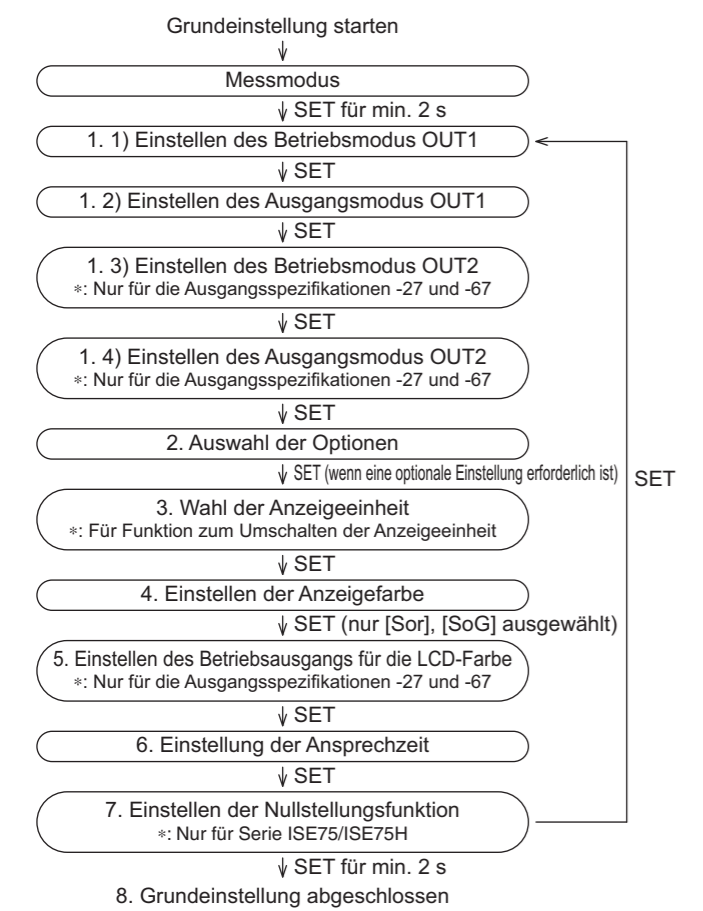 Grundeinstellung starten
Messmodus
SET für min. 2 s
1. 1) Einstellen des Betriebsmodus OUT1
SET
1. 2) Einstellen des Ausgangsmodus OUT1
SET
1. 3) Einstellen des Betriebsmodus OUT2
*: Nur für die Ausgangsspezifikationen -27 und -67
SET
1. 4) Einstellen des Ausgangsmodus OUT2
*: Nur für die Ausgangsspezifikationen -27 und -67
SET
2. Auswahl der Optionen
SET (wenn eine optionale Einstellung erforderlich ist)
SET
3. Wahl der Anzeigeeinheit
*: Für Funktion zum Umschalten der Anzeigeeinheit
SET
4. Einstellen der Anzeigefarbe
SET (nur [Sor], [SoG] ausgewählt)
5. Einstellen des Betriebsausgangs für die LCD-Farbe
*: Nur für die Ausgangsspezifikationen -27 und -67
SET
6. Einstellung der Ansprechzeit
SET
7. Einstellen der Nullstellungsfunktion
*: Nur für Serie ISE75/ISE75H
SET für min. 2 s
8. Grundeinstellung abgeschlossen